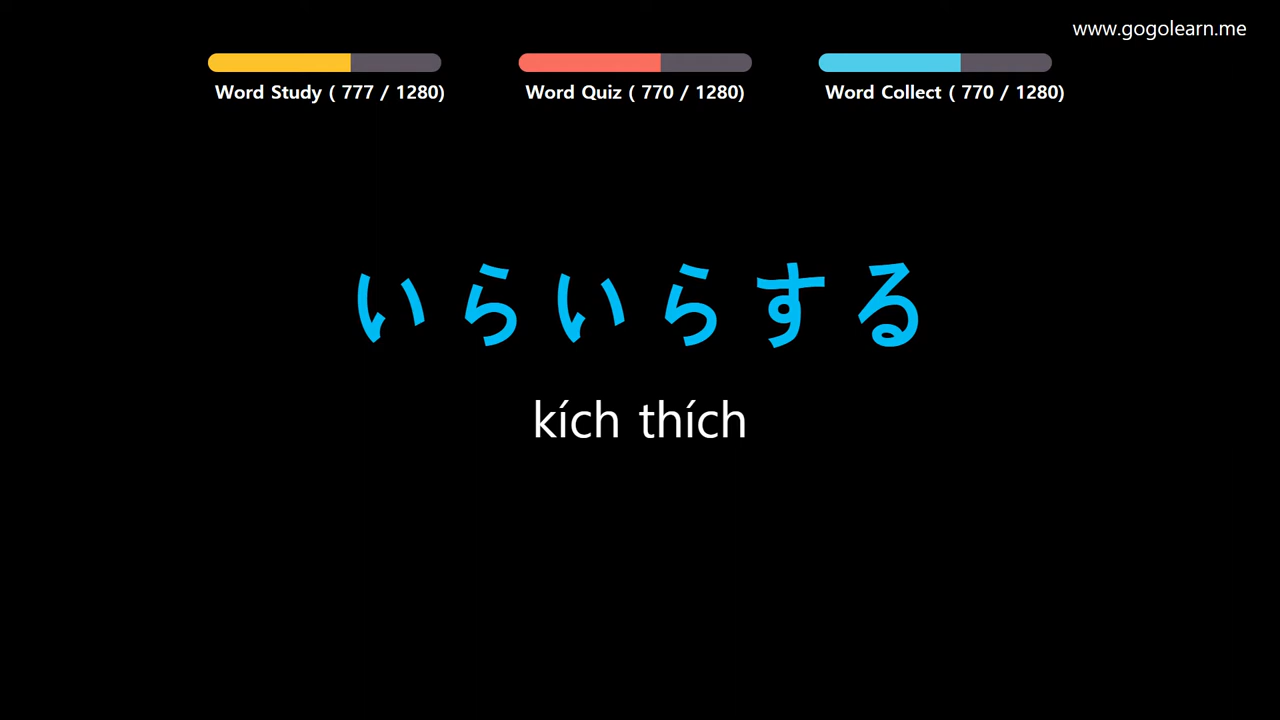 www.gogolearn.me
Word Study ( 777 / 1280)
Word Quiz ( 770 / 1280)
Word Collect ( 770 / 1280)
いらいらする
kích thích